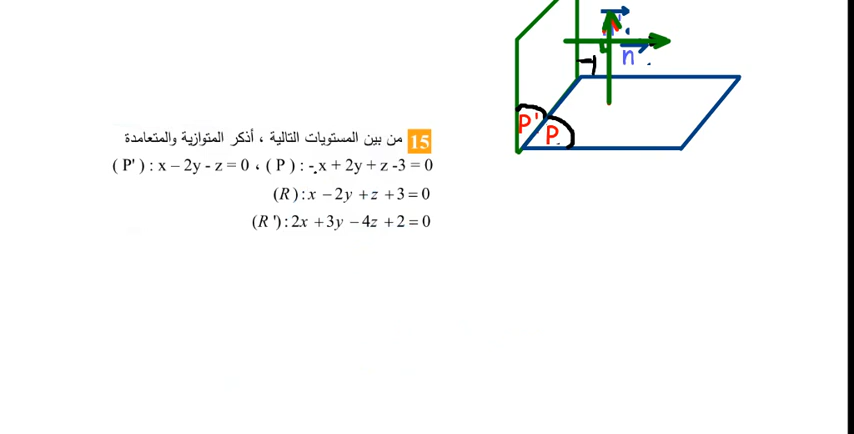 n
P'
P
15 من بين المستويات التالية ، أذكر المتوازية والمتعامدة
(P') : x – 2y - z = 0 ، (P) : -x + 2y + z -3 = 0
(R) : x – 2y + z + 3 = 0
(R') : 2x + 3y – 4z + 2 = 0